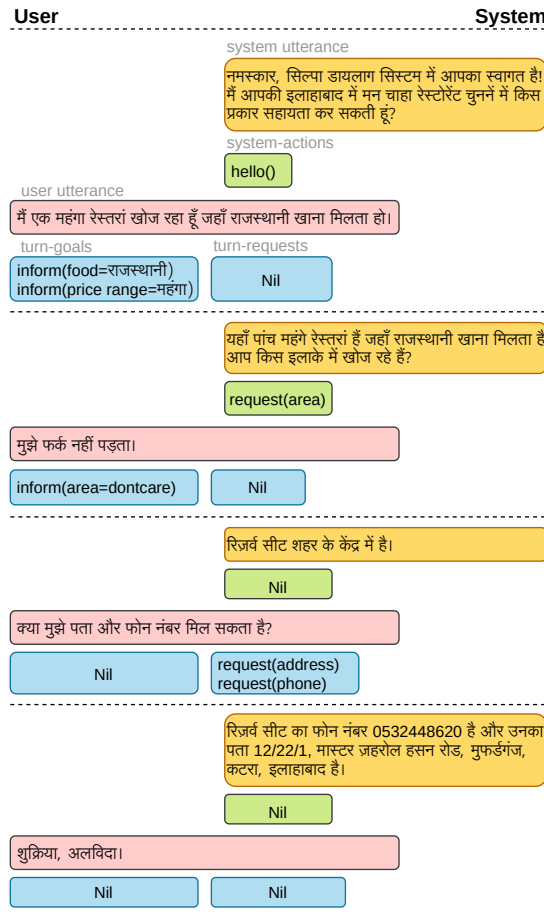 User System
system utterance
नमस्कार, सिल्पा डायलाग सिस्टम में आपका स्वागत है!
मैं आपकी इलाहाबाद में मन चाहा रेस्टोरेंट चुननें में किस
प्रकार सहायता कर सकती हूं?
system-actions
hello()
user utterance
मैं एक महंगा रेस्तरां खोज रहा हूँ जहाँ राजस्थानी खाना मिलता हो।
turn-goals turn-requests
inform(food=राजस्थानी)
inform(price range=महंगा)
Nil
यहाँ पांच महंगे रेस्तरां हैं जहाँ राजस्थानी खाना मिलता है
आप किस इलाके में खोज रहे हैं?
request(area)
मुझे फर्क नहीं पड़ता।
inform(area=dontcare) Nil
रिज़र्व सीट शहर के केंद्र में है।
Nil
क्या मुझे पता और फोन नंबर मिल सकता है?
Nil
request(address)
request(phone)
रिज़र्व सीट का फोन नंबर 0532448620 है और उनका
पता 12/22/1, मास्टर ज़हरोल हसन रोड, मुफर्डगंज,
कटरा, इलाहाबाद है।
Nil
शुक्रिया, अलविदा।
Nil Nil